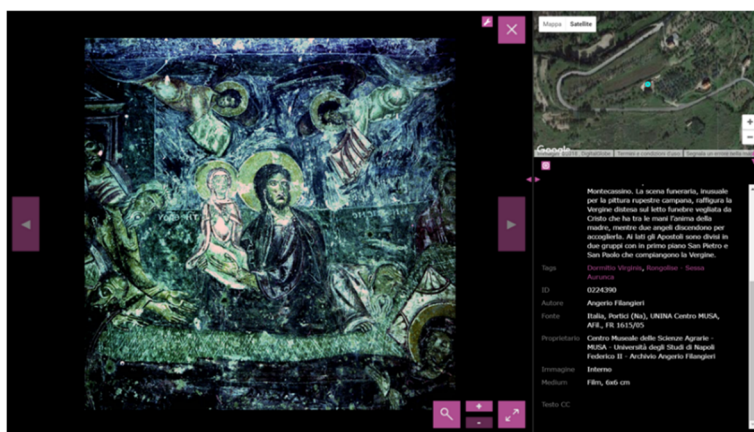 Mappa Satellite
Google
Montecassino. La scena funeraria, inusuale
per la pittura rupestre campana, raffigura la
Vergine distesa sul letto funebre vegliata da
Cristo che ha tra le mani l'anima della
madre, mentre due angeli discendono per
accoglierla. Ai lati gli Apostoli sono divisi in
due gruppi con in primo piano San Pietro e
San Paolo che compiangono la Vergine.
Tags Dormitio Virginis, Rongolise - Sessa
Aurunca
ID 0224390
Autore Angerio Filangieri
Fonte Italia, Portici (Na), UNINA Centro MUSA,
AFil, FR 1615/05
Proprietario Centro Museale delle Scienze Agrarie -
MUSA - Università degli Studi di Napoli
Federico II - Archivio Angerio Filangieri
Immagine Interno
Medium Film, 6x6 cm
Testo CC